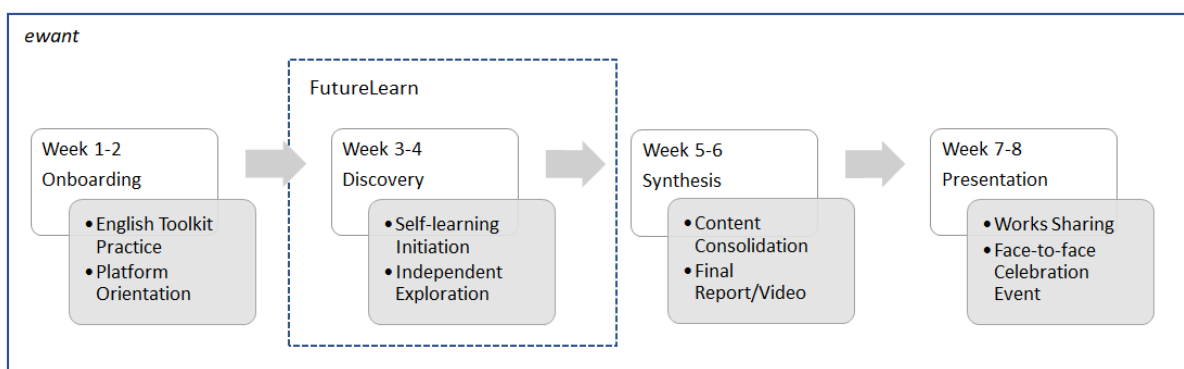 ewant
FutureLearn
Week 1-2
Onboarding
• English Toolkit
Practice
• Platform
Orientation
Week 3-4
Discovery
• Self-learning
Initiation
• Independent
Exploration
Week 5-6
Synthesis
• Content
Consolidation
• Final
Report/Video
Week 7-8
Presentation
• Works Sharing
• Face-to-face
Celebration
Event